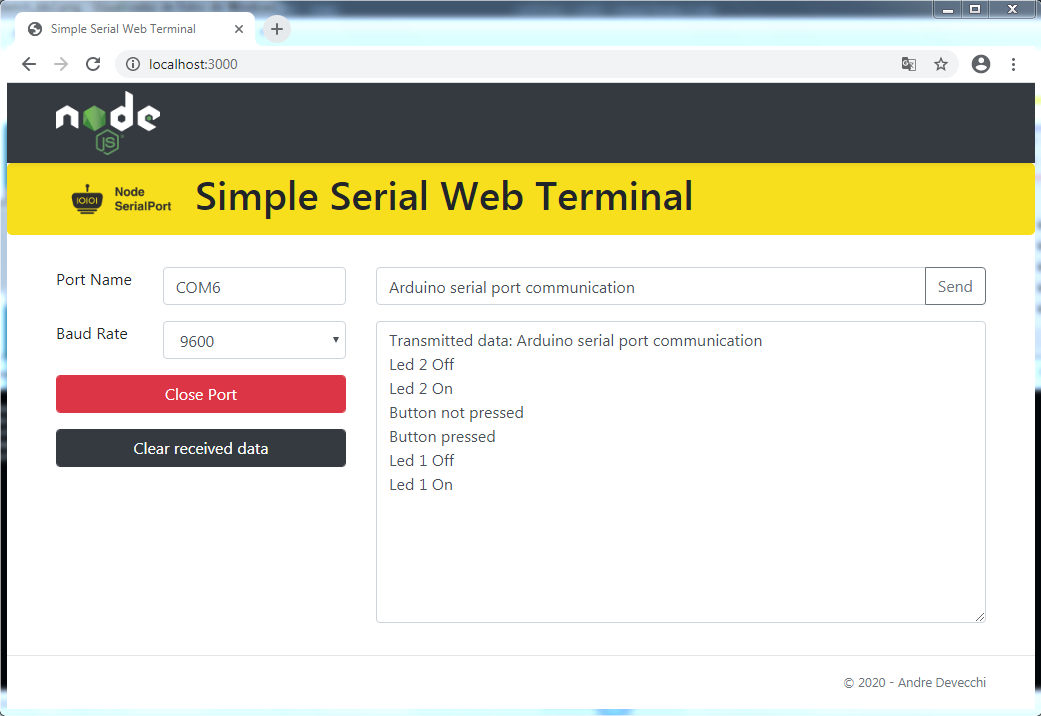 Simple Serial Web Terminal
localhost:3000
node
JS
IOIOI
Node
SerialPort
Simple Serial Web Terminal
Port Name
COM6
Arduino serial port communication
Send
Baud Rate
9600
Transmitted data: Arduino serial port communication
Led 2 Off
Led 2 On
Button not pressed
Button pressed
Led 1 Off
Led 1 On
Close Port
Clear received data
© 2020 - Andre Devecchi